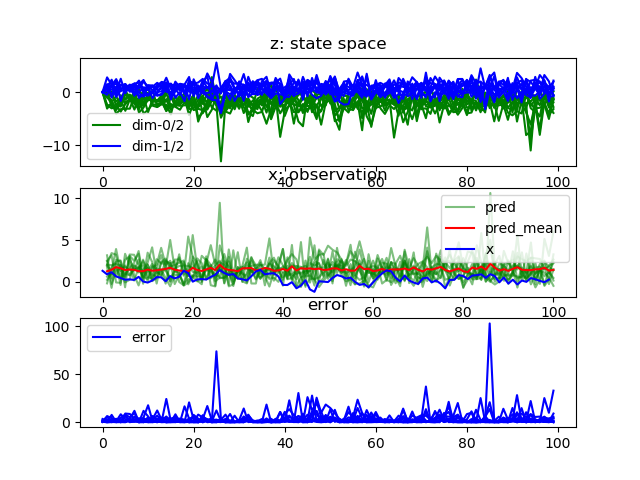 z: state space
0
−10
dim-0/2
dim-1/2
0 20 40 60 80 100
x: observation
10
5
0
pred
pred_mean
x
0 20 40 60 80 100
error
100
50
0
error
0 20 40 60 80 100